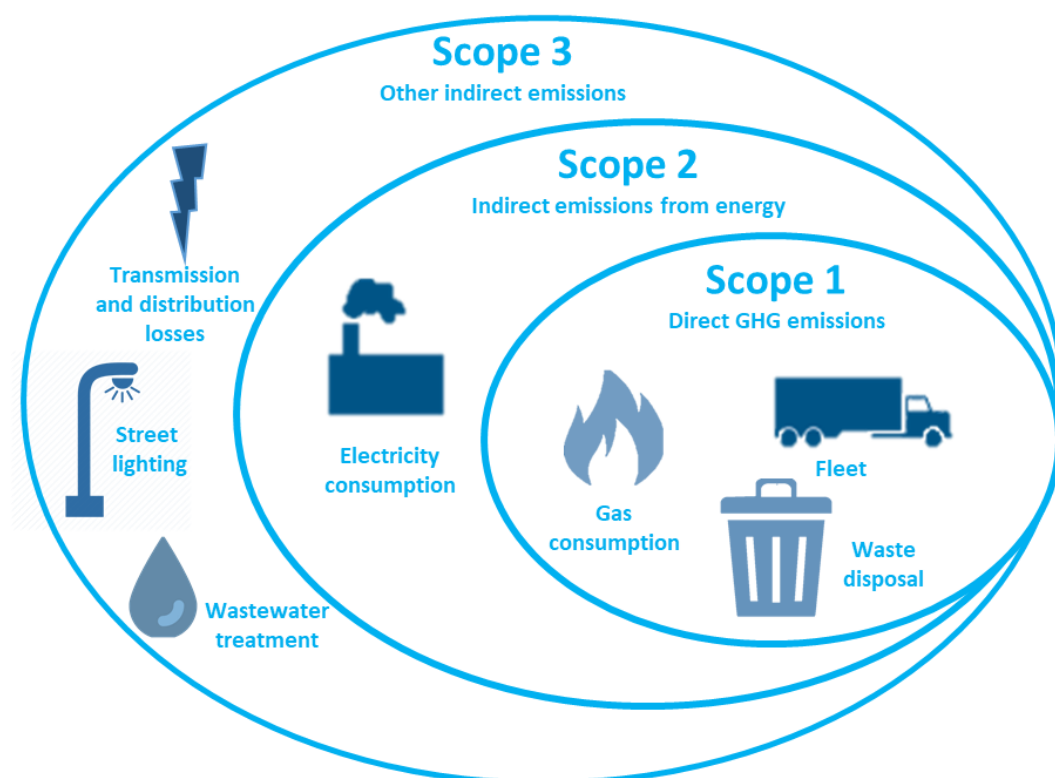 Scope 3
Other indirect emissions
Scope 2
Indirect emissions from energy
Scope 1
Direct GHG emissions
Transmission
and distribution
losses
Street
lighting
Electricity
consumption
Fleet
Gas
consumption
Waste
disposal
Wastewater
treatment